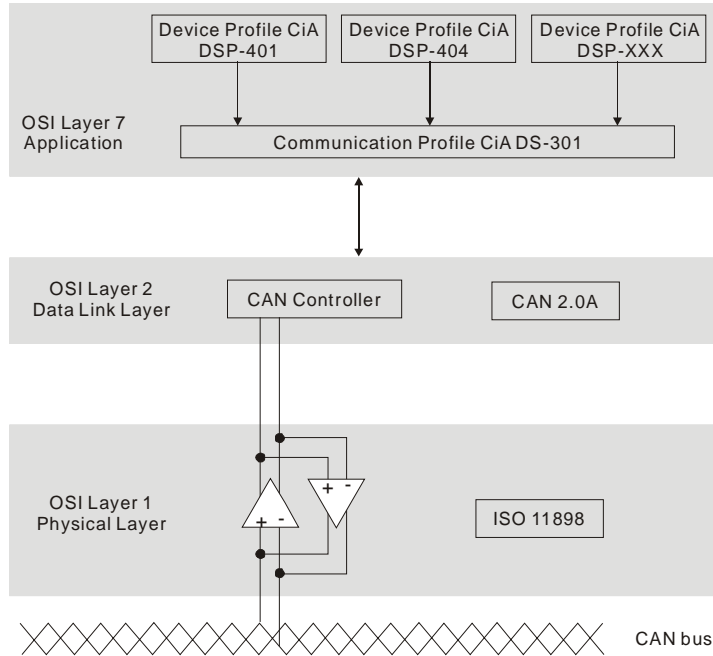 Device Profile CiA
DSP-401
Device Profile CiA
DSP-404
Device Profile CiA
DSP-XXX
OSI Layer 7
Application
Communication Profile CiA DS-301
OSI Layer 2
Data Link Layer
CAN Controller
CAN 2.0A
OSI Layer 1
Physical Layer
+ -
+ -
ISO 11898
CAN bus